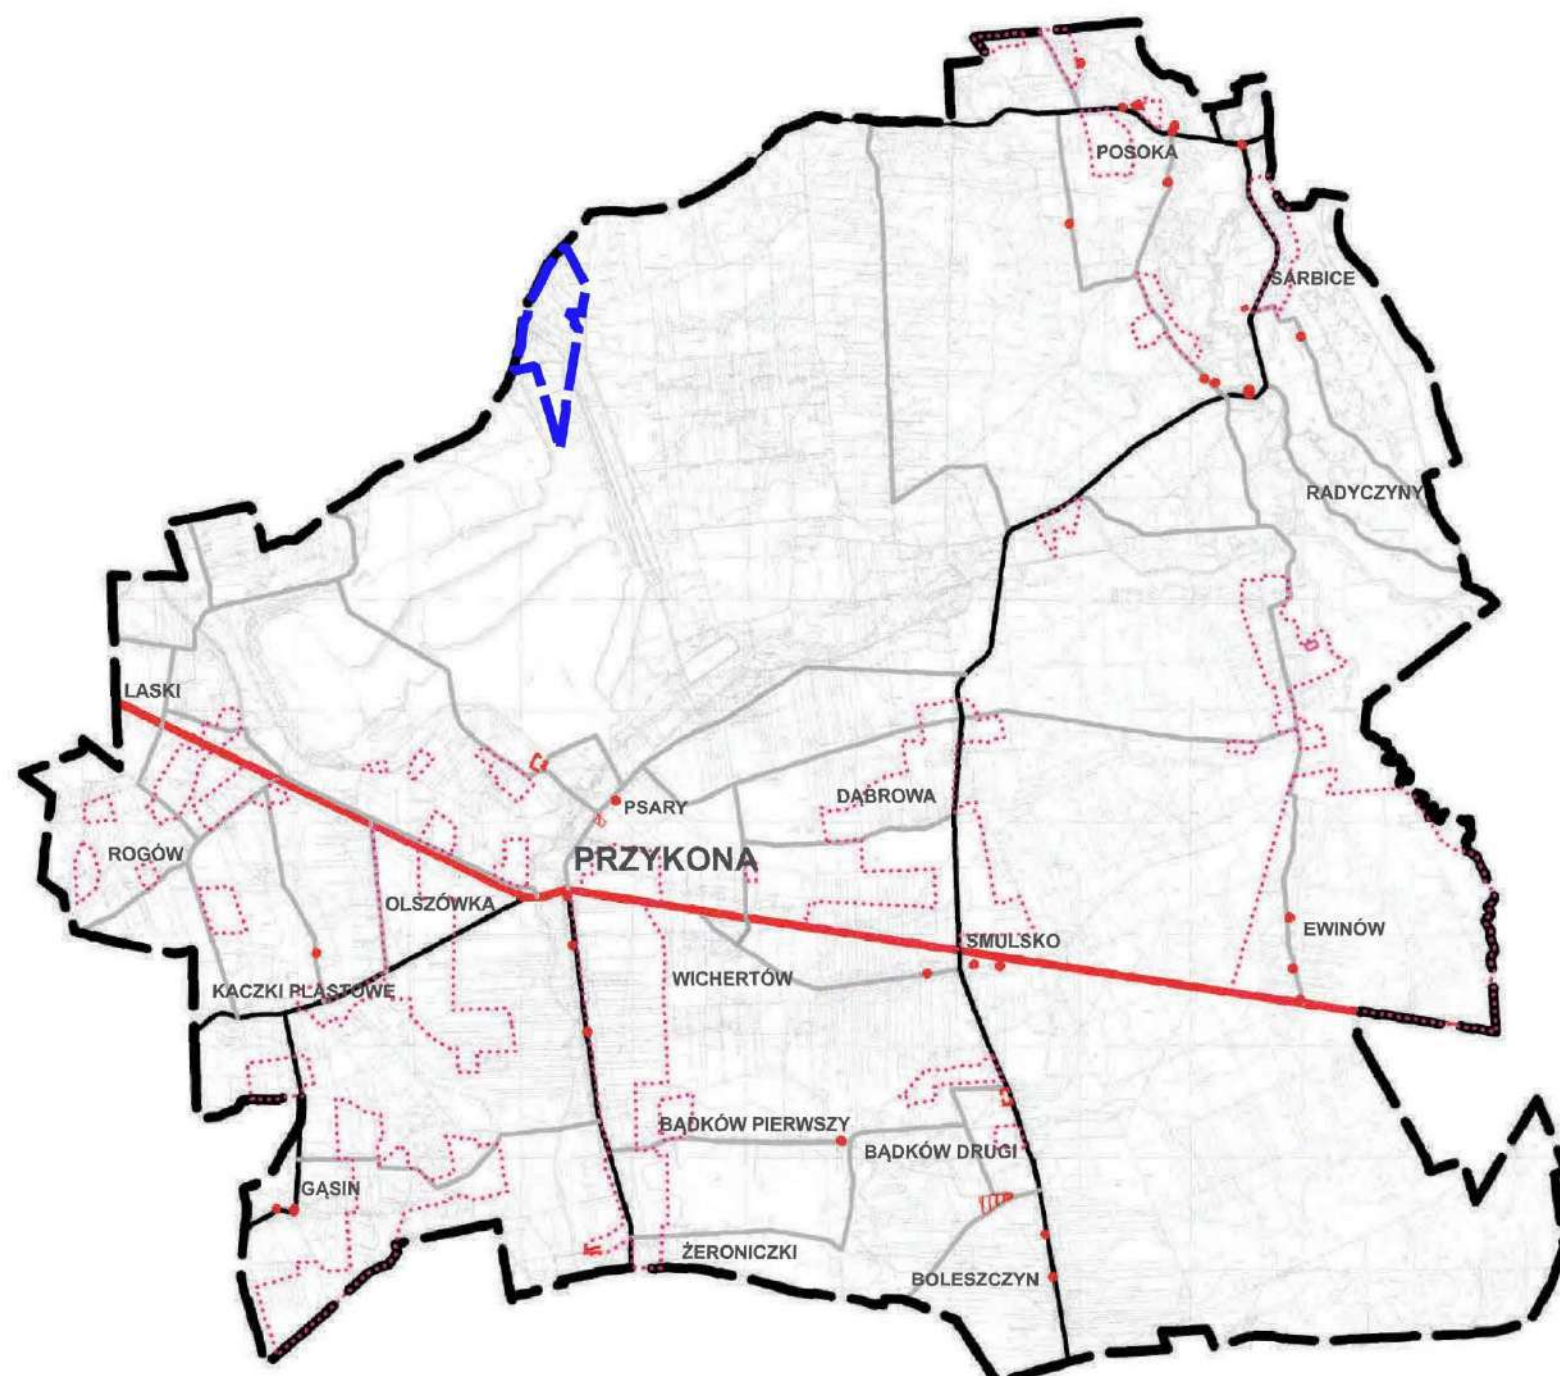 POSOKA
SARBICE
RADYCZYNY
LASKI
PSARY
DĄBROWA
ROGÓW
PRZYKONA
OLSZÓWKA
EWINÓW
SMULSKO
WICHERTÓW
KACZKI PLASTOWE
BĄDKÓW PIERWSZY
BĄDKÓW DRUGI
GĄSIN
ŻERONICZKI
BOLESZCZYN